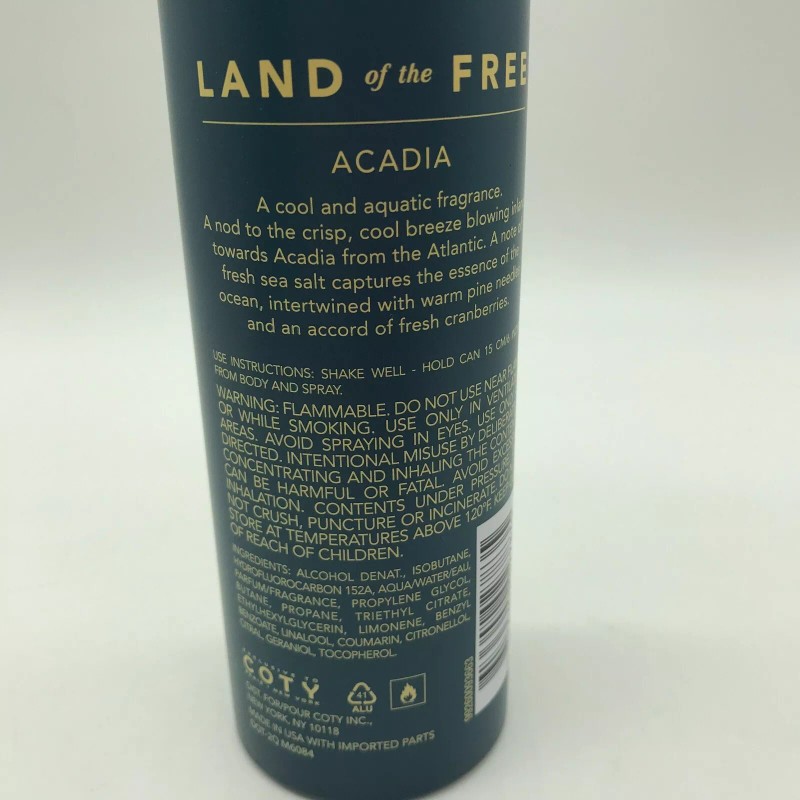 LAND of the FREE
ACADIA
A cool and aquatic fragrance.
A nod to the crisp, cool breeze blowing
towards Acadia from the Atlantic. A note
fresh sea salt captures the essence of the
ocean, intertwined with warm pine
and an accord of fresh cranberries.
USE INSTRUCTIONS: SHAKE WELL - HOLD CAN 15
FROM BODY AND SPRAY.
WARNING: FLAMMABLE. DO NOT USE NEAR
OR WHILE SMOKING. USE ONLY IN
AREAS. AVOID SPRAYING IN EYES. USE
DIRECTED. INTENTIONAL MISUSE BY
CONCENTRATING AND INHALING THE
CAN BE HARMFUL OR FATAL. AVOID
INHALATION. CONTENTS UNDER
NOT CRUSH, PUNCTURE OR INCINERATE.
STORE AT TEMPERATURES ABOVE 120°F.
OF REACH OF CHILDREN.
INGREDIENTS: ALCOHOL DENAT., ISOBUTANE,
HYDROFLUOROCARBON 152A, AQUA/WATER/EAU,
PARFUM/FRAGRANCE, PROPYLENE GLYCOL,
BUTANE, PROPANE, TRIETHYL CITRATE,
ETHYLHEXYLGLYCERIN, LIMONENE, BENZYL
BENZOATE, LINALOOL, COUMARIN, CITRONELLOL,
CITRAL, GERANIOL, TOCOPHEROL.
COTY
41
ALU
DIST. FOR/POUR COTY INC.,
NEW YORK, NY 10118
MADE IN USA WITH IMPORTED PARTS
DOT-2Q M6084